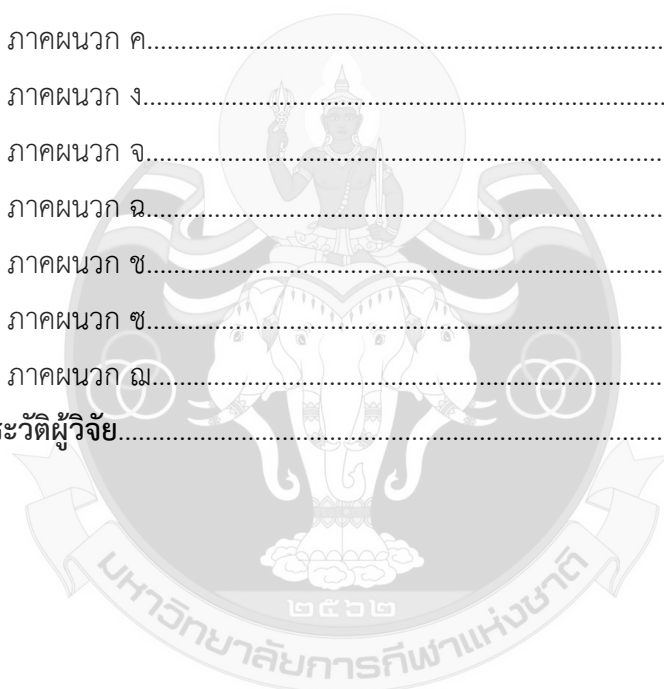 ภาคผนวก ค....................................................................................
ภาคผนวก ง....................................................................................
ภาคผนวก จ....................................................................................
ภาคผนวก ฉ....................................................................................
ภาคผนวก ช....................................................................................
ภาคผนวก ซ....................................................................................
ภาคผนวก ฌ....................................................................................
ระวัติผู้วิจัย....................................................................................
๒๕๖๒
มหาวิทยาลัยการกีฬาแห่งชาติ